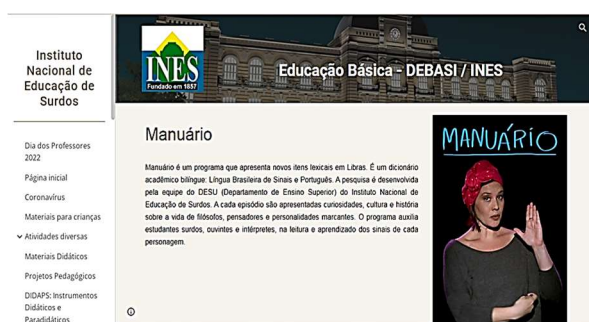 Instituto
Nacional de
Educação de
Surdos
Dia dos Professores
2022
Página inicial
Coronavírus
Materiais para crianças
Atividades diversas
Materiais Didáticos
Projetos Pedagógicos
DIDAPS: Instrumentos
Didáticos e
Paradidáticos
INES
Fundado em 1857
Educação Básica - DEBASI / INES
Manuário
Manuário é um programa que apresenta novos itens lexicais em Libras. É um dicionário
acadêmico bilíngue: Língua Brasileira de Sinais e Português. A pesquisa é desenvolvida
pela equipe do DESU (Departamento de Ensino Superior) do Instituto Nacional de
Educação de Surdos. A cada episódio são apresentadas curiosidades, cultura e história
sobre a vida de filósofos, pensadores e personalidades marcantes. O programa auxilia
estudantes surdos, ouvintes e intérpretes, na leitura e aprendizado dos sinais de cada
personagem.
MANUÁRIO